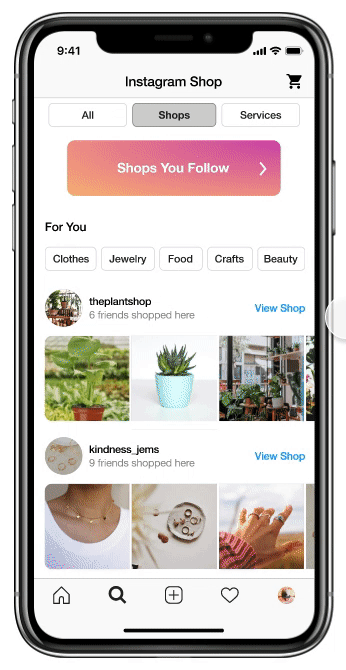 9:41
Instagram Shop
All
Shops
Services
Shops You Follow
For You
Clothes
Jewelry
Food
Crafts
Beauty
theplantshop
6 friends shopped here
View Shop
kindness_jems
9 friends shopped here
View Shop